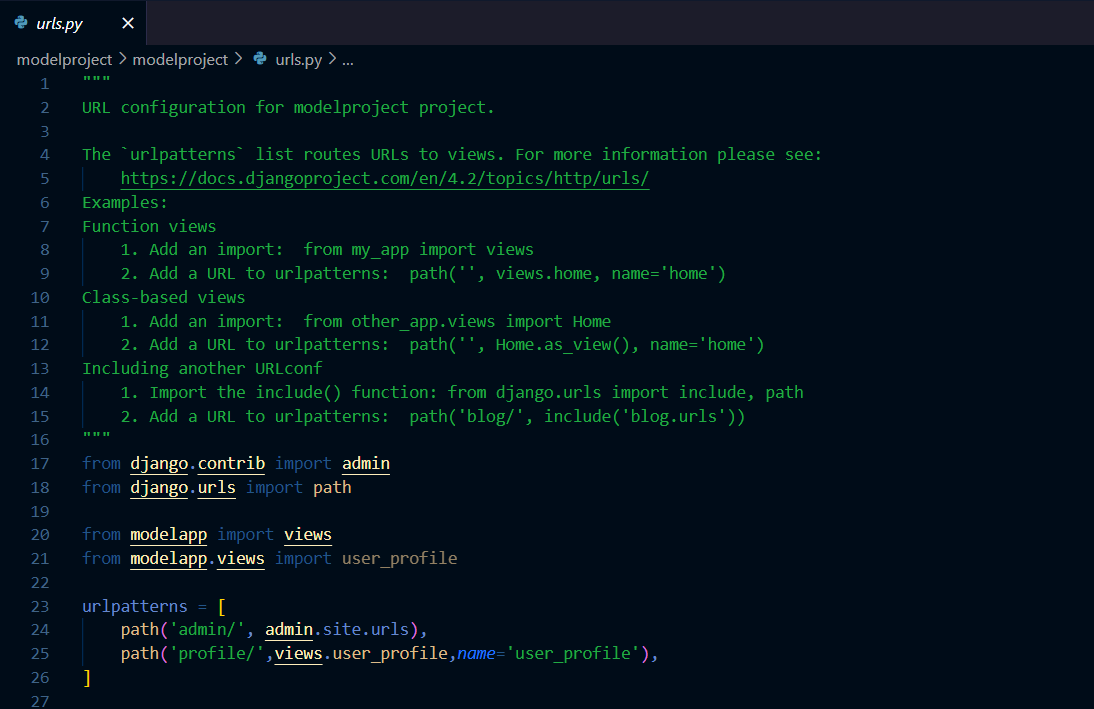 urls.py
modelproject > modelproject > urls.py > ...
1 """
2 URL configuration for modelproject project.
3
4 The `urlpatterns` list routes URLs to views. For more information please see:
5     https://docs.djangoproject.com/en/4.2/topics/http/urls/
6 Examples:
7 Function views
8     1. Add an import:  from my_app import views
9     2. Add a URL to urlpatterns:  path('', views.home, name='home')
10 Class-based views
11     1. Add an import:  from other_app.views import Home
12     2. Add a URL to urlpatterns:  path('', Home.as_view(), name='home')
13 Including another URLconf
14     1. Import the include() function: from django.urls import include, path
15     2. Add a URL to urlpatterns:  path('blog/', include('blog.urls'))
16 """
17 from django.contrib import admin
18 from django.urls import path
19
20 from modelapp import views
21 from modelapp.views import user_profile
22
23 urlpatterns = [
24     path('admin/', admin.site.urls),
25     path('profile/',views.user_profile,name='user_profile'),
26 ]
27